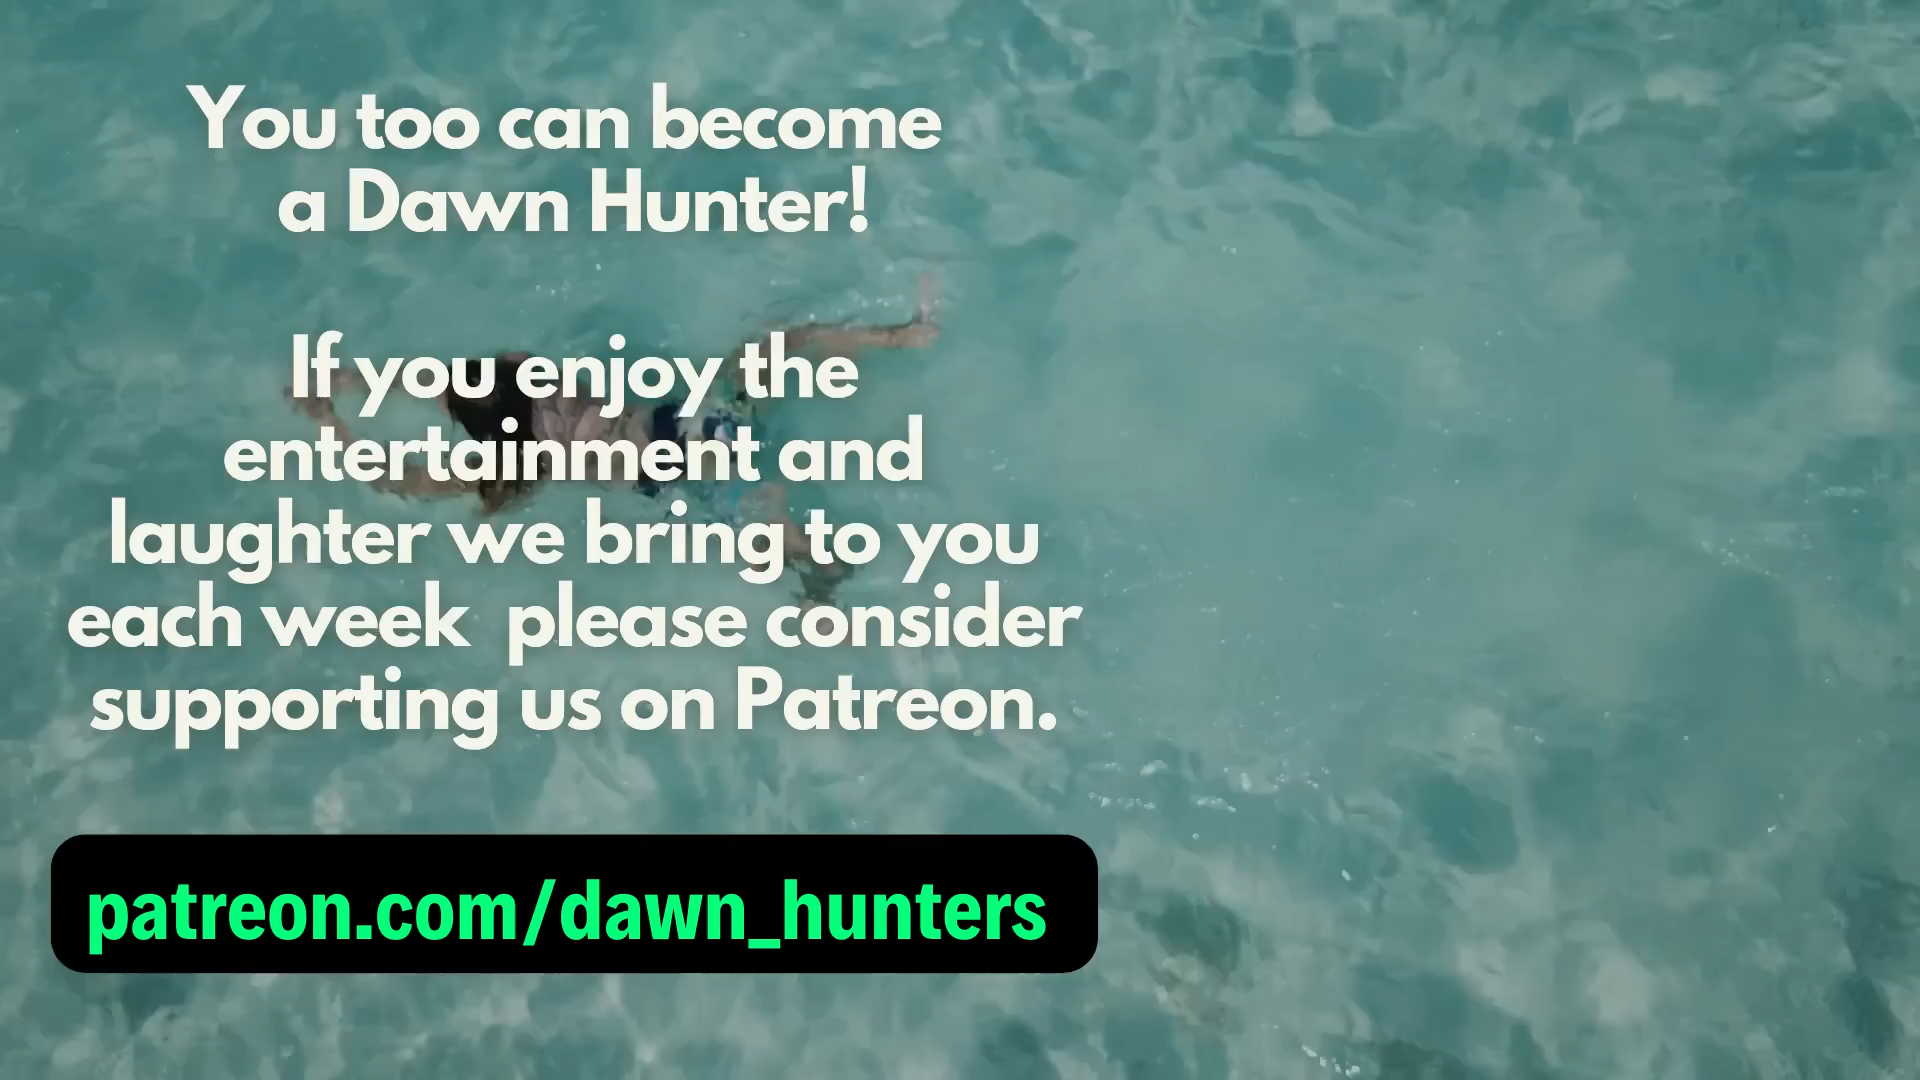 You too can become
a Dawn Hunter!
If you enjoy the
entertainment and
laughter we bring to you
each week  please consider
supporting us on Patreon.
patreon.com/dawn_hunters